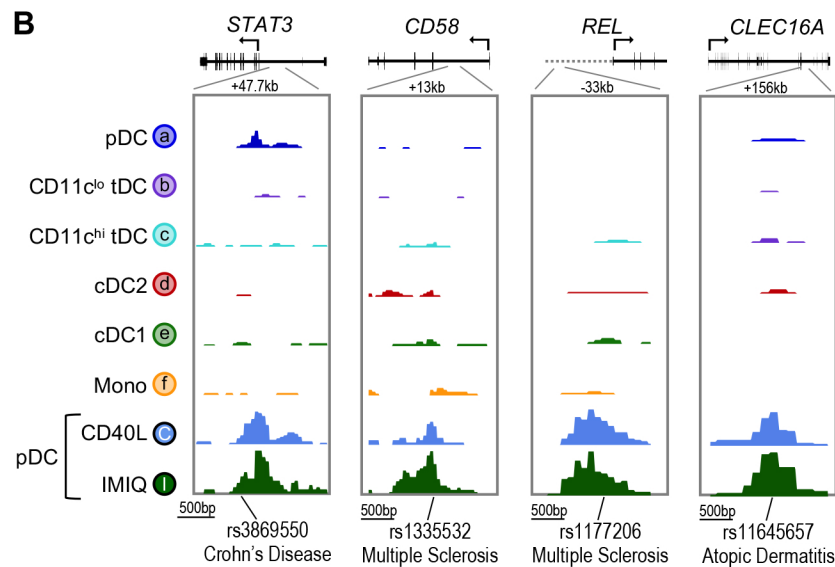 B
STAT3 CD58 REL CLEC16A
+47.7kb +13kb -33kb +156kb
pDC a
CD11clo tDC b
CD11chi tDC c
cDC2 d
cDC1 e
Mono f
pDC
CD40L C
IMIQ I
500bp 500bp 500bp 500bp
rs3869550 rs1335532 rs1177206 rs11645657
Crohn's Disease Multiple Sclerosis Multiple Sclerosis Atopic Dermatitis